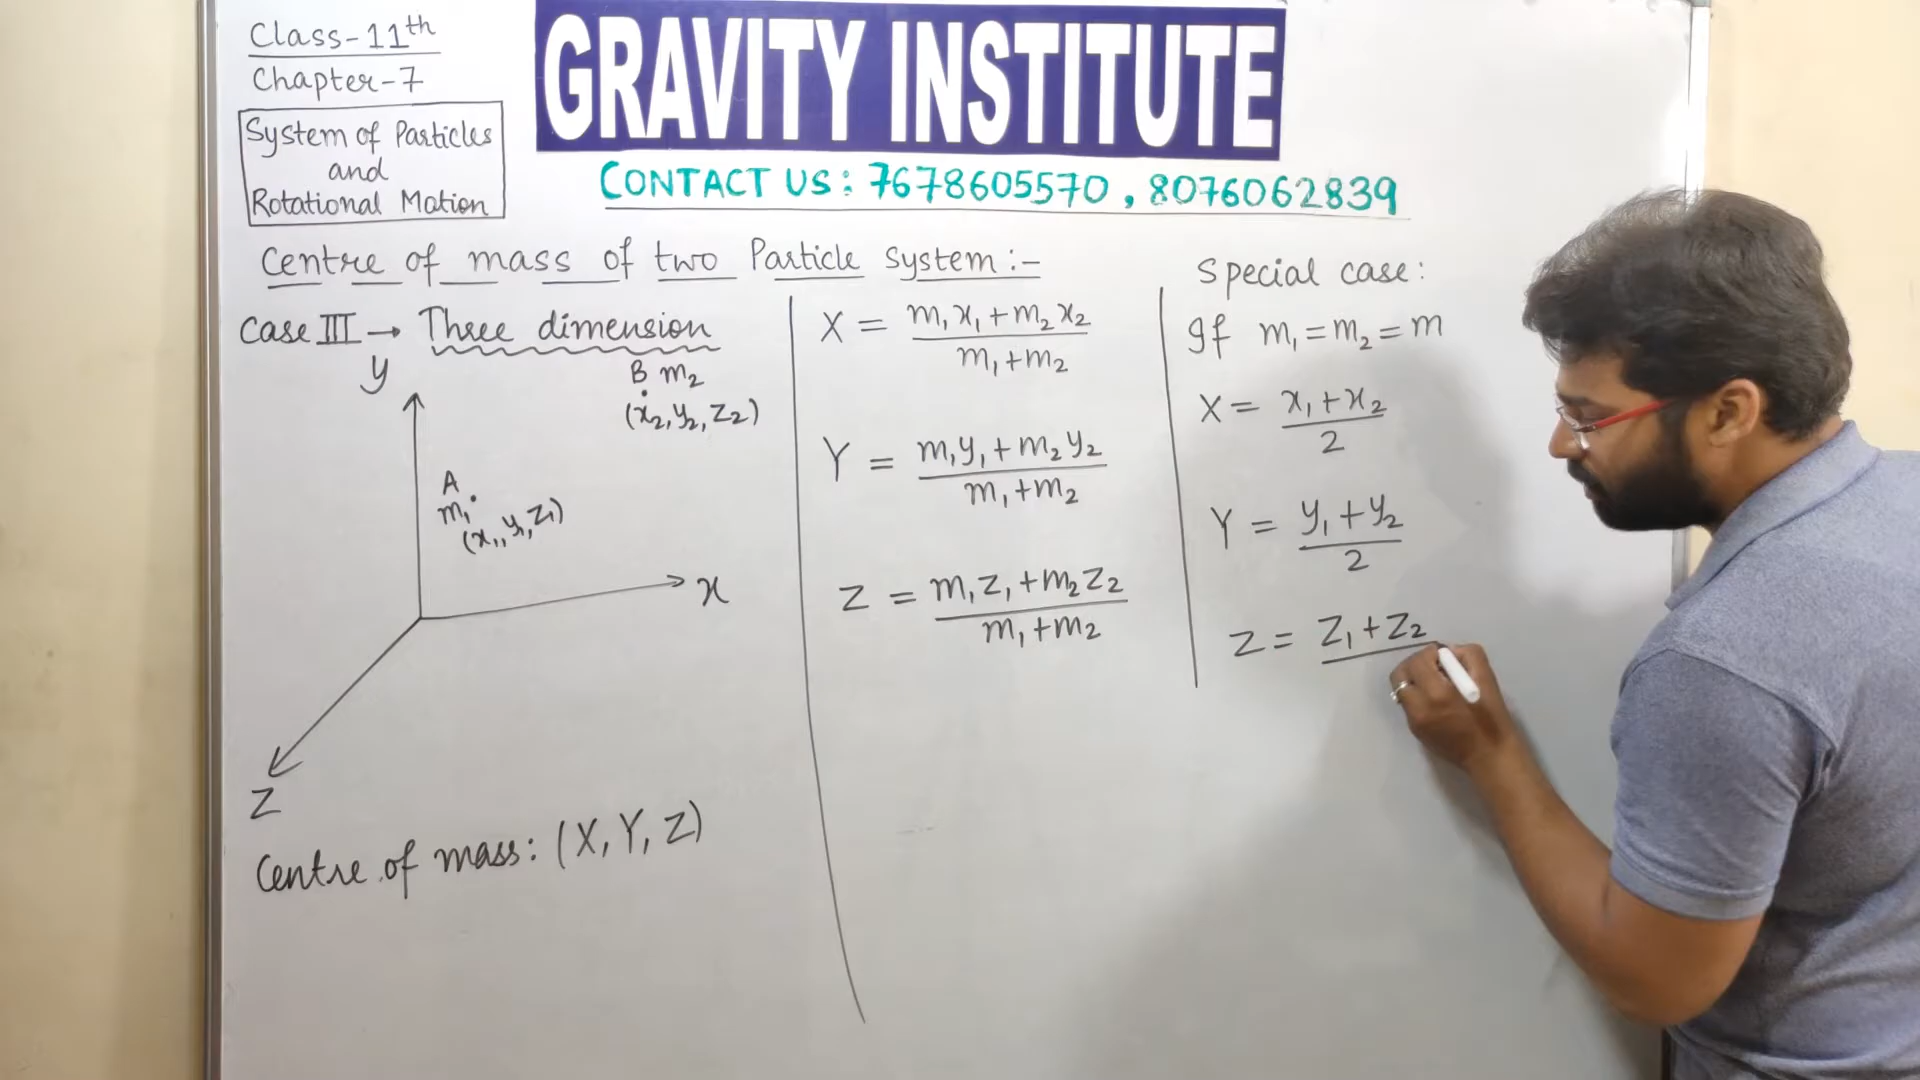 Class-11th
Chapter-7
System of Particles
and
Rotational Motion
GRAVITY INSTITUTE
CONTACT US: 7678605570, 8076062839
Centre of mass of two Particle System:-
Case III → Three dimension
y
B m₂
(x₂, y₂, z₂)
A
m₁
(x₁, y₁, z₁)
x
z
Centre of mass: (X, Y, Z)
X = m₁x₁+m₂x₂
m₁+m₂
Y = m₁y₁+m₂y₂
m₁+m₂
Z = m₁z₁+m₂z₂
m₁+m₂
Special case:
If m₁=m₂=m
X = x₁+x₂
2
Y = y₁+y₂
2
Z = z₁+z₂